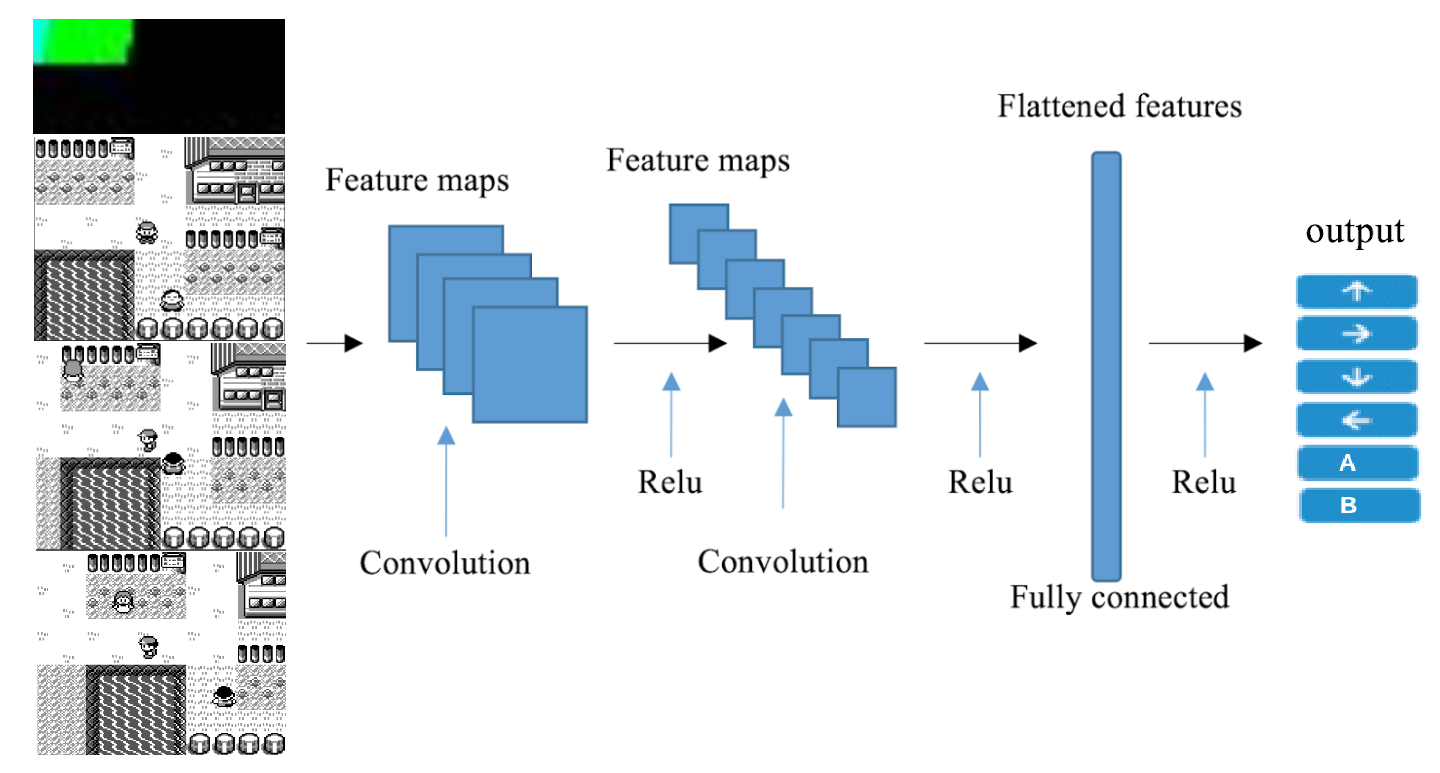 Flattened features
Feature maps
Feature maps
output
Relu
Relu
Relu
A
B
Convolution
Convolution
Fully connected